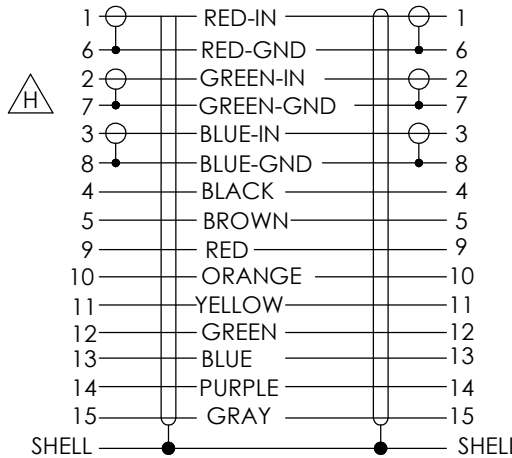 1 RED-IN 1
6 RED-GND 6
2 GREEN-IN 2
H
7 GREEN-GND 7
3 BLUE-IN 3
8 BLUE-GND 8
4 BLACK 4
5 BROWN 5
9 RED 9
10 ORANGE 10
11 YELLOW 11
12 GREEN 12
13 BLUE 13
14 PURPLE 14
15 GRAY 15
SHELL SHELL